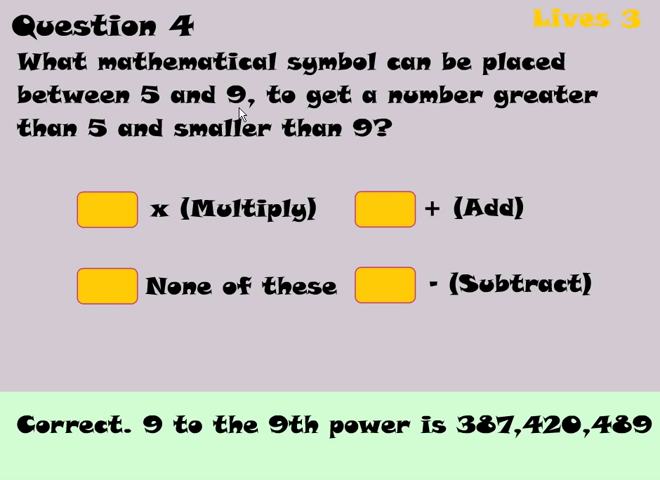 Question 4
Lives 3
What mathematical symbol can be placed
between 5 and 9, to get a number greater
than 5 and smaller than 9?
x (Multiply)
+ (Add)
None of these
- (Subtract)
Correct. 9 to the 9th power is 387,420,489